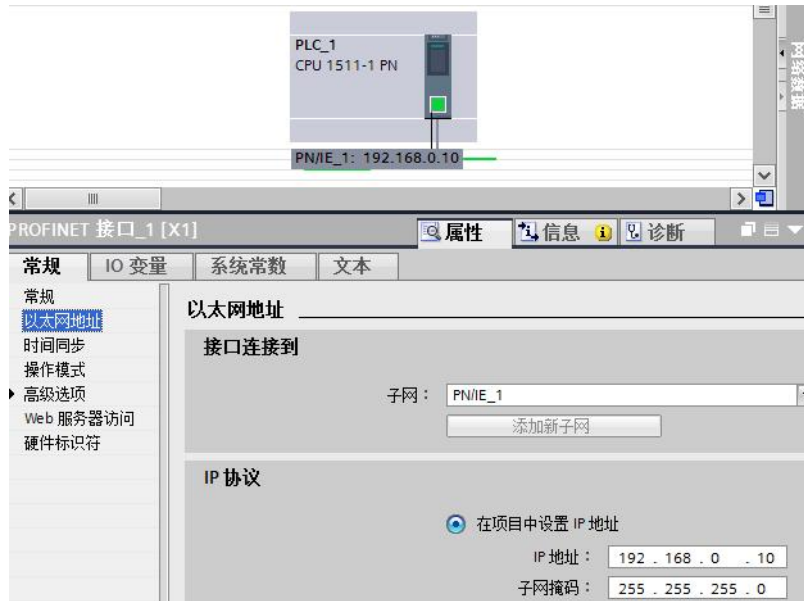 PLC_1
CPU 1511-1 PN
PN/IE_1: 192.168.0.10
网络数据
PROFINET 接口_1 [X1]
属性
信息
诊断
常规
IO 变量
系统常数
文本
常规
以太网地址
时间同步
操作模式
高级选项
Web 服务器访问
硬件标识符
以太网地址
接口连接到
子网：
PN/IE_1
添加新子网
IP 协议
在项目中设置 IP 地址
IP 地址：
192 . 168 . 0 . 10
子网掩码：
255 . 255 . 255 . 0